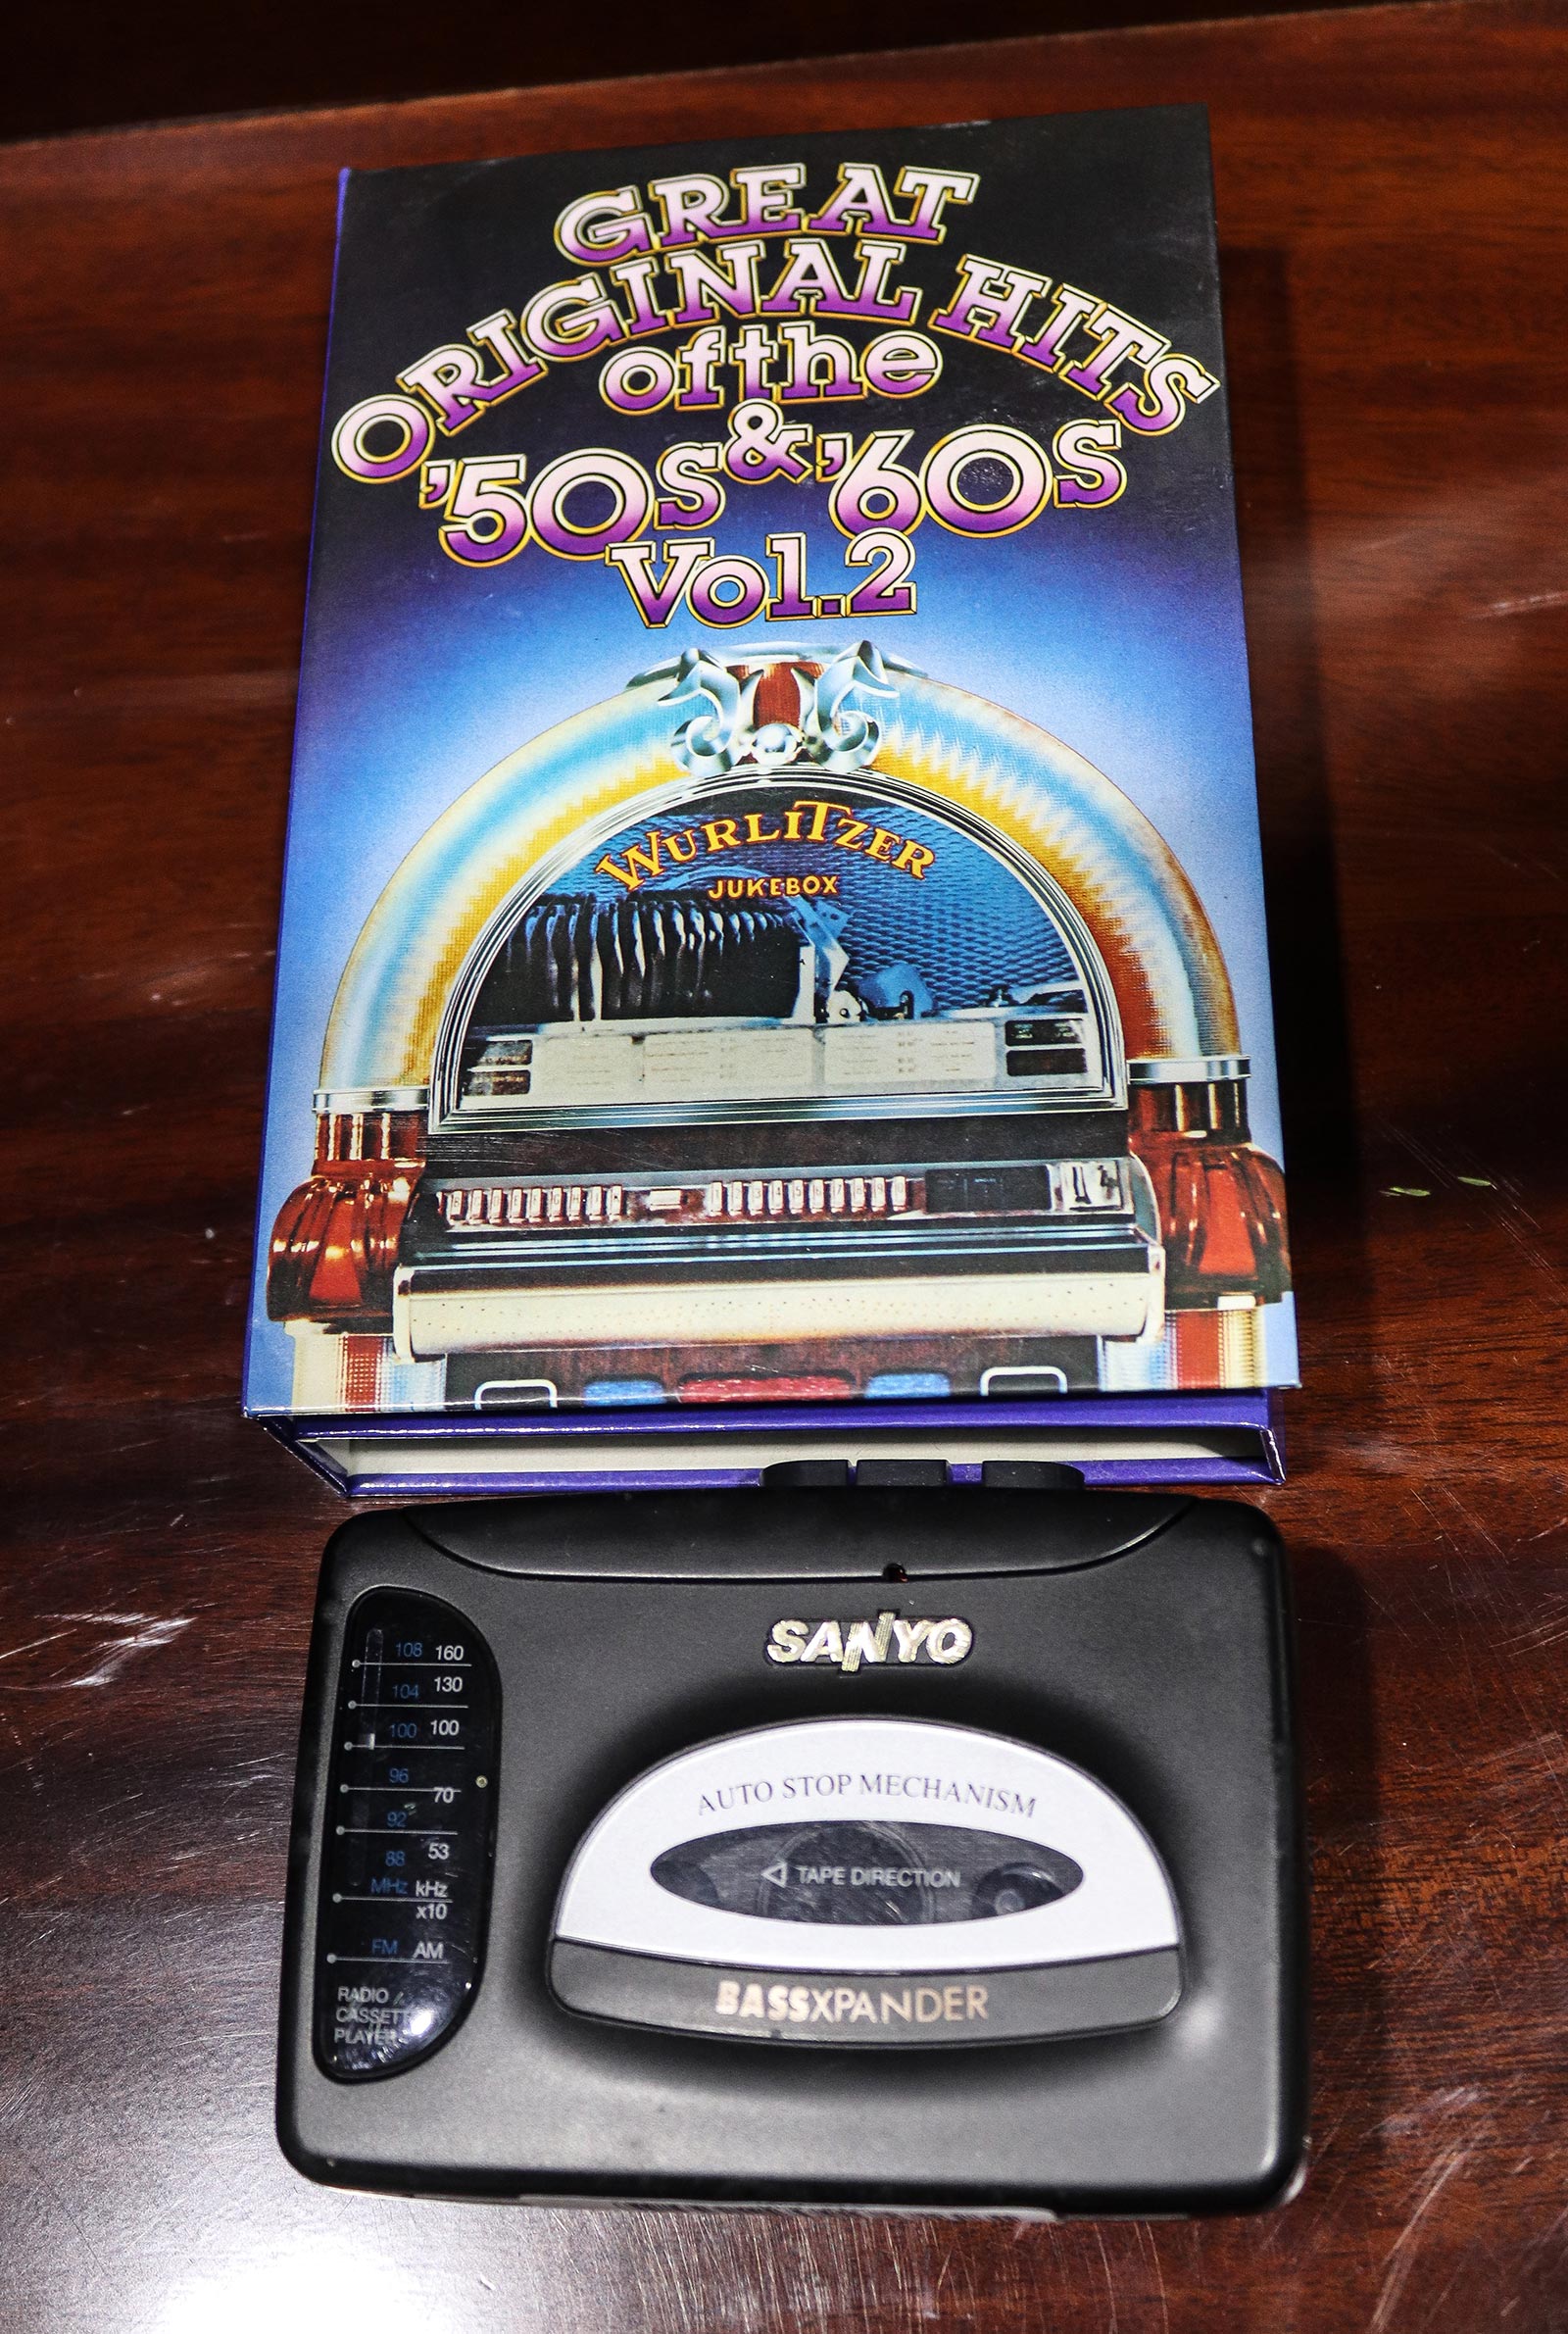 GREAT
ORIGINAL HITS
of the
'50s & '60s
Vol.2
WURLITZER
JUKEBOX
SANYO
108 160
104 130
100 100
96
70
92
53
88
MHz kHz
x10
FM AM
RADIO /
CASSETTE
PLAYER
AUTO STOP MECHANISM
TAPE DIRECTION
BASSXPANDER